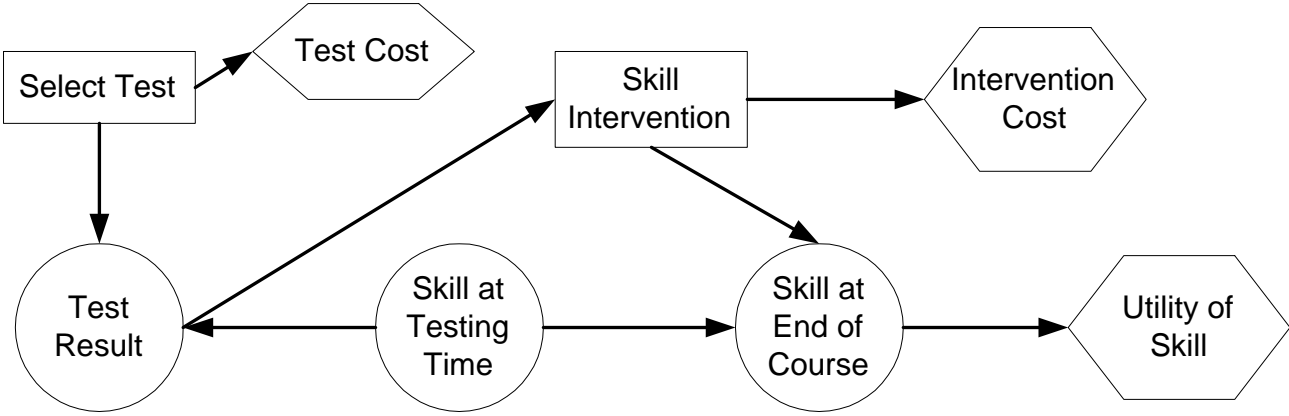 Select Test
Test Cost
Skill
Intervention
Intervention
Cost
Test
Result
Skill at
Testing
Time
Skill at
End of
Course
Utility of
Skill